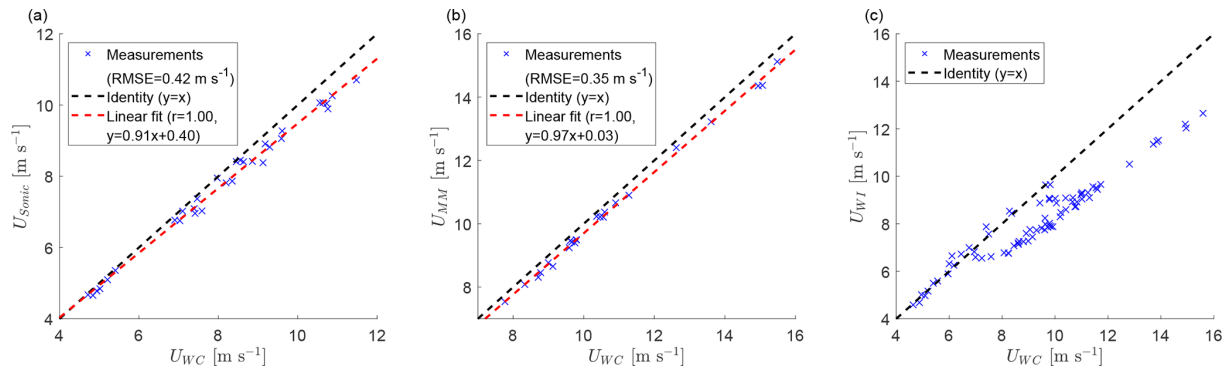 (a)
12
10
8
6
4
4
6
8
10
12
U_Sonic [m s⁻¹]
U_WC [m s⁻¹]
Measurements
(RMSE=0.42 m s⁻¹)
Identity (y=x)
Linear fit (r=1.00,
y=0.91x+0.40)
(b)
16
14
12
10
8
8
10
12
14
16
U_MM [m s⁻¹]
U_WC [m s⁻¹]
Measurements
(RMSE=0.35 m s⁻¹)
Identity (y=x)
Linear fit (r=1.00,
y=0.97x+0.03)
(c)
16
14
12
10
8
6
4
4
6
8
10
12
14
16
U_WI [m s⁻¹]
U_WC [m s⁻¹]
Measurements
Identity (y=x)